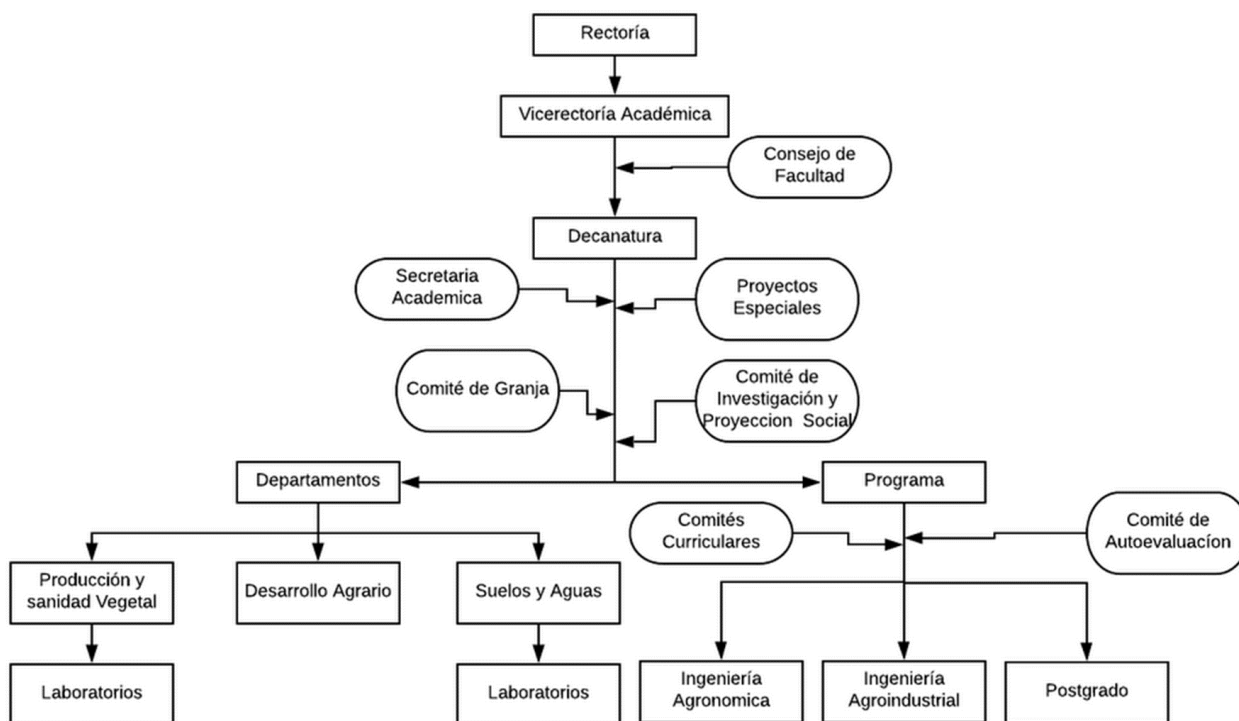 Rectoría
Vicerectoría Académica
Consejo de
Facultad
Decanatura
Secretaria
Academica
Proyectos
Especiales
Comité de Granja
Comité de
Investigación y
Proyeccion Social
Departamentos
Programa
Comités
Curriculares
Comité de
Autoevaluacíon
Producción y
sanidad Vegetal
Desarrollo Agrario
Suelos y Aguas
Laboratorios
Laboratorios
Ingeniería
Agronomica
Ingeniería
Agroindustrial
Postgrado